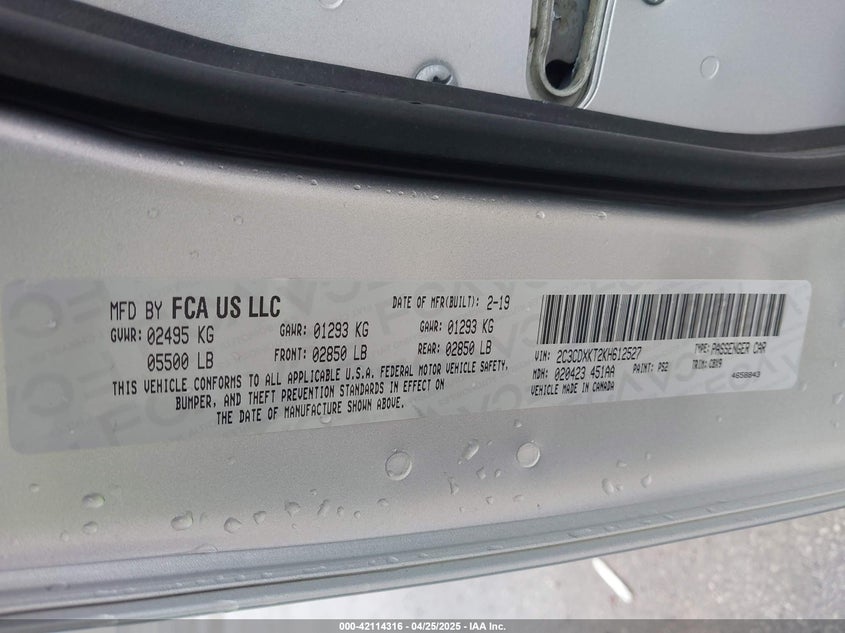 MFD BY FCA US LLC
DATE OF MFR(BUILT): 2-19
GVWR: 02495 KG GAWR: 01293 KG GAWR: 01293 KG
05500 LB FRONT: 02850 LB REAR: 02850 LB
THIS VEHICLE CONFORMS TO ALL APPLICABLE U.S.A. FEDERAL MOTOR VEHICLE SAFETY,
BUMPER, AND THEFT PREVENTION STANDARDS IN EFFECT ON
THE DATE OF MANUFACTURE SHOWN ABOVE.
VIN: 2C3CDXKT2KH612527 TYPE: PASSENGER CAR
MDH: 020423 451AA PAINT: PS2 TRIM: CBX9
VEHICLE MADE IN CANADA 4658843
000-42114316 - 04/25/2025 - IAA Inc.